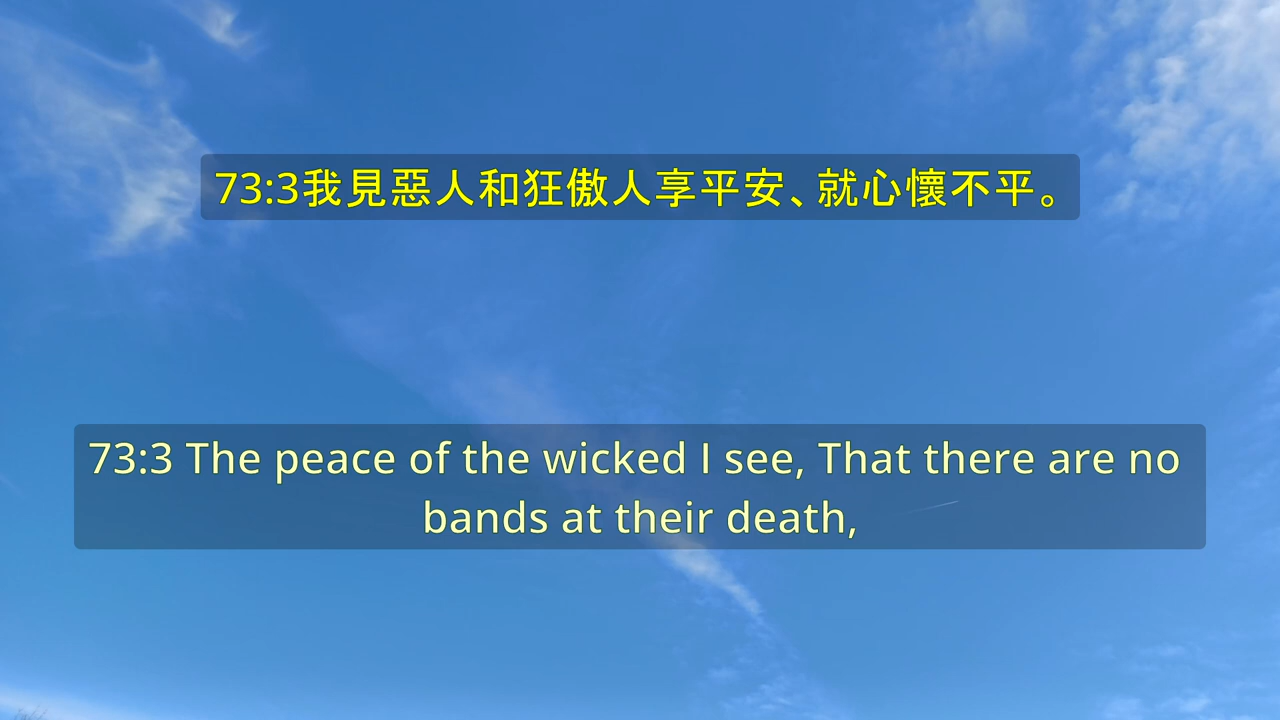 73:3我見惡人和狂傲人享平安、就心懷不平。
73:3 The peace of the wicked I see, That there are no
bands at their death,